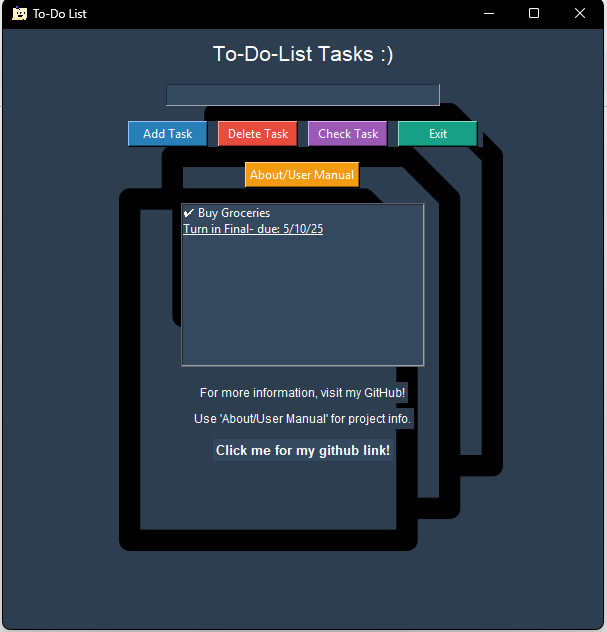 To-Do List
To-Do-List Tasks :)
Add Task Delete Task Check Task Exit
About/User Manual
✔ Buy Groceries
Turn in Final- due: 5/10/25
For more information, visit my GitHub!
Use 'About/User Manual' for project info.
Click me for my github link!